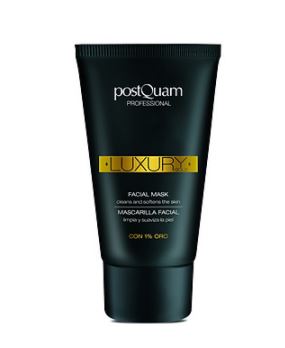 postQuam
PROFESSIONAL
LUXURY
FACIAL MASK
cleans and softens the skin
MASCARILLA FACIAL
limpia y suaviza la piel
CON 1% ORO